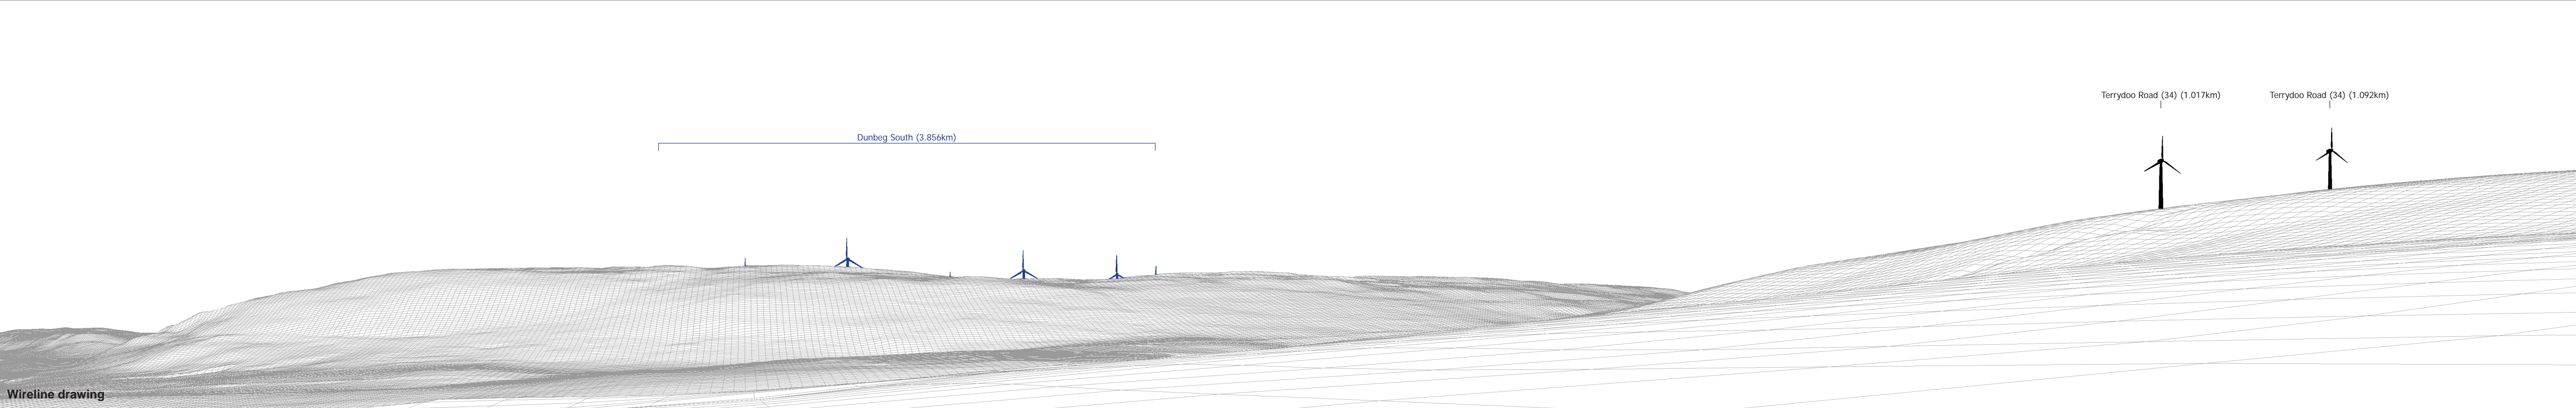 Terrydoo Road (34) (1.017km)
Terrydoo Road (34) (1.092km)
Dunbeg South (3.856km)
Wireline drawing